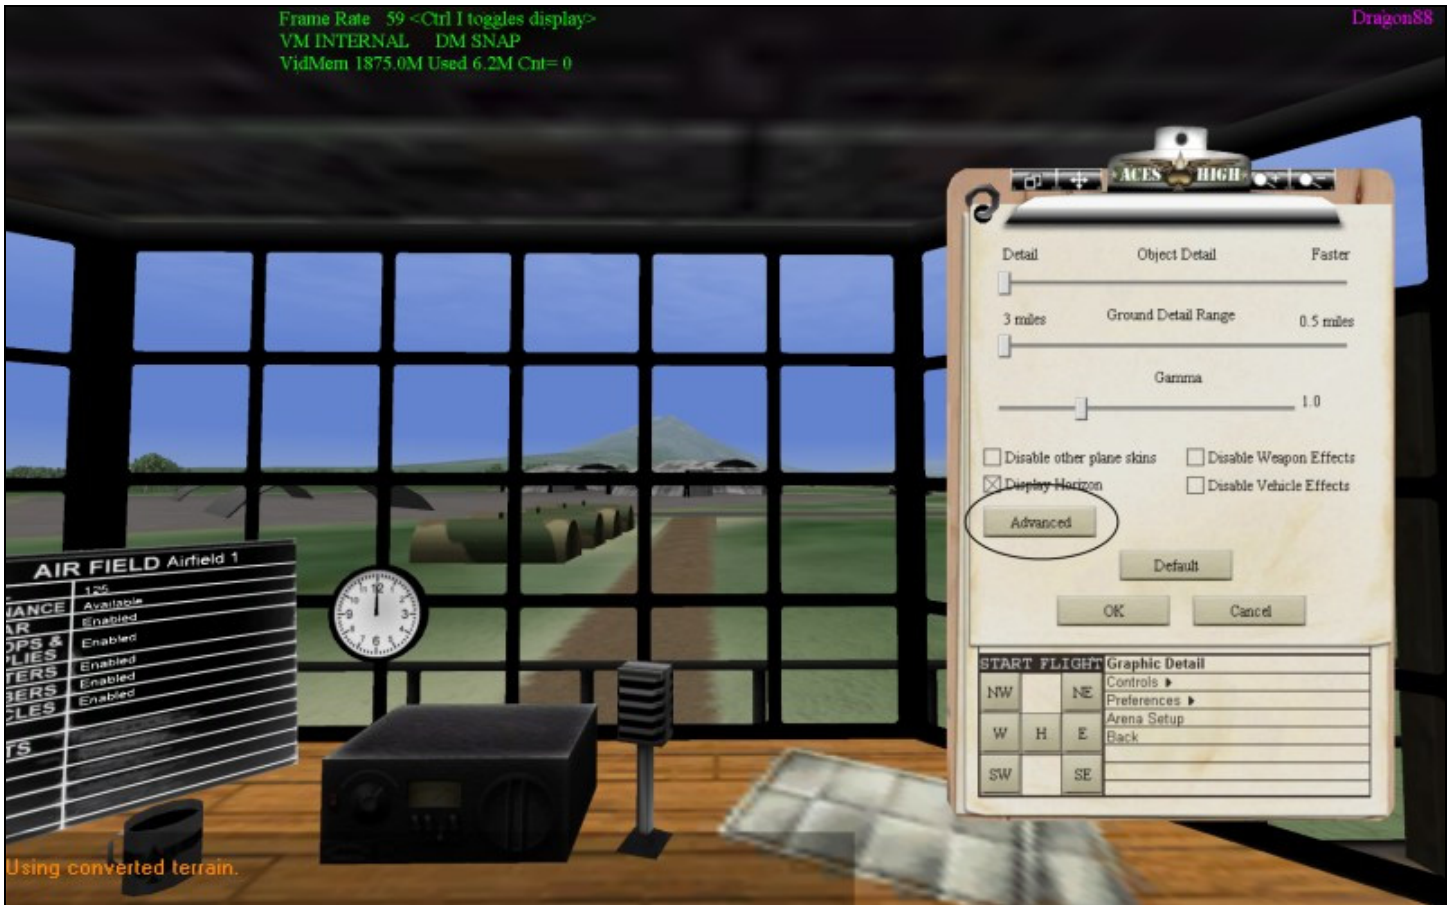 Frame Rate 59 <Ctrl I toggles display>
VM INTERNAL DM SNAP
VidMem 1875.0M Used 6.2M Cnt= 0
Dragon88
ACES HIGH
Detail Object Detail Faster
3 miles Ground Detail Range 0.5 miles
Gamma
1.0
Disable other plane skins Disable Weapon Effects
Display Horizon Disable Vehicle Effects
Advanced
Default
OK Cancel
START FLIGHT Graphic Detail
NW NE Controls
Preferences
Arena Setup
W H E Back
SW SE
AIR FIELD Airfield 1
125
Available
Enabled
Enabled
Enabled
Enabled
Enabled
12
3
6
9
Using converted terrain.